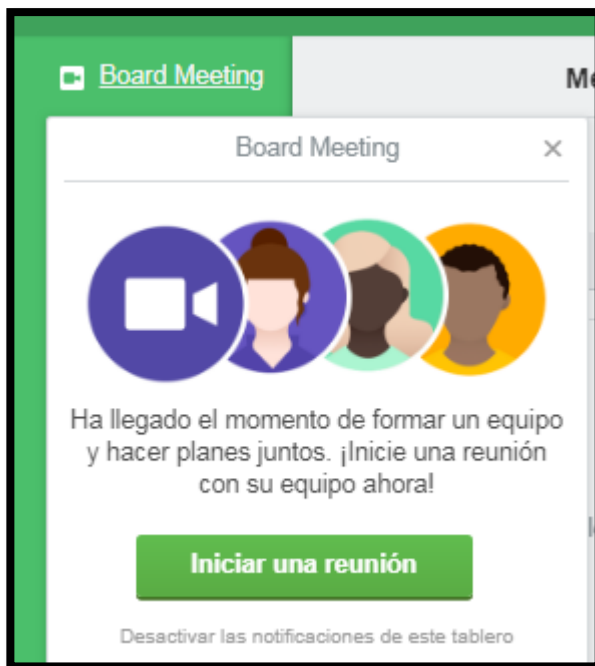 Board Meeting
Me
Board Meeting
Ha llegado el momento de formar un equipo
y hacer planes juntos. ¡Inicie una reunión
con su equipo ahora!
Iniciar una reunión
Desactivar las notificaciones de este tablero